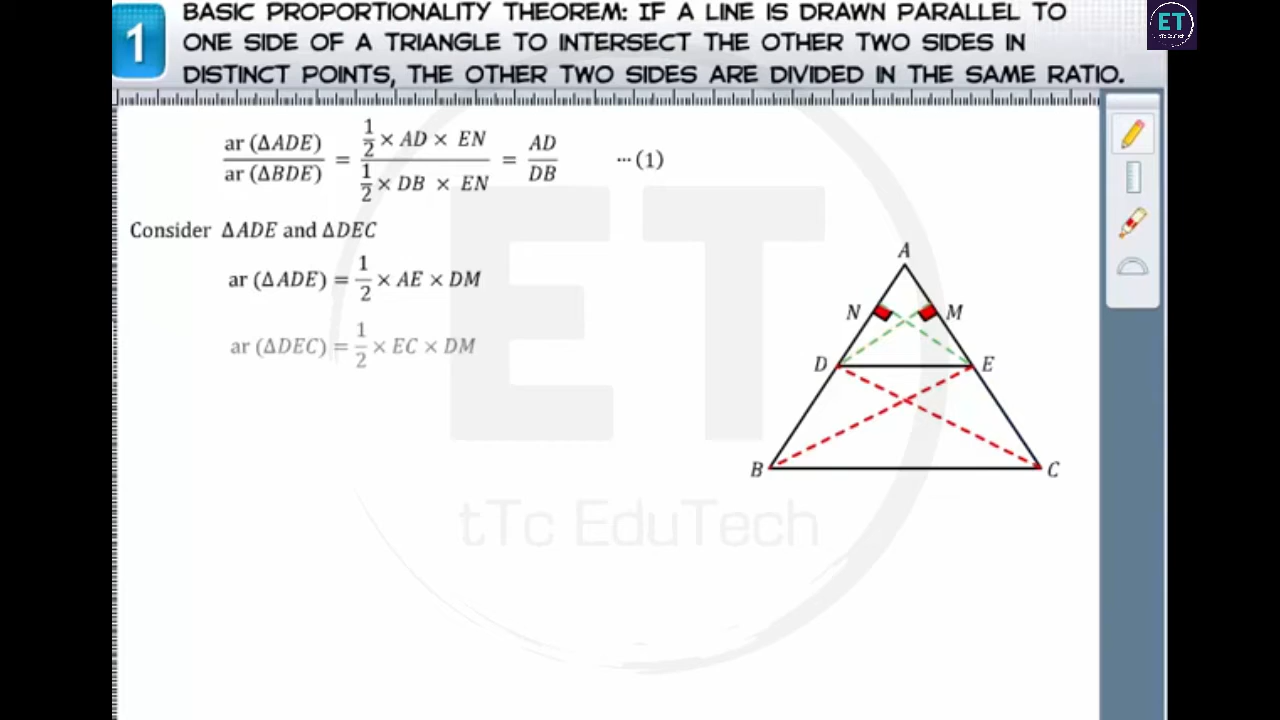 1
BASIC PROPORTIONALITY THEOREM: IF A LINE IS DRAWN PARALLEL TO
ONE SIDE OF A TRIANGLE TO INTERSECT THE OTHER TWO SIDES IN
DISTINCT POINTS, THE OTHER TWO SIDES ARE DIVIDED IN THE SAME RATIO.
ET
ar (ΔADE) / ar (ΔBDE) = (1/2 × AD × EN) / (1/2 × DB × EN) = AD / DB ··· (1)
Consider ΔADE and ΔDEC
ar (ΔADE) = 1/2 × AE × DM
ar (ΔDEC) = 1/2 × EC × DM
A
N M
D E
B C
ET
tTc EduTech